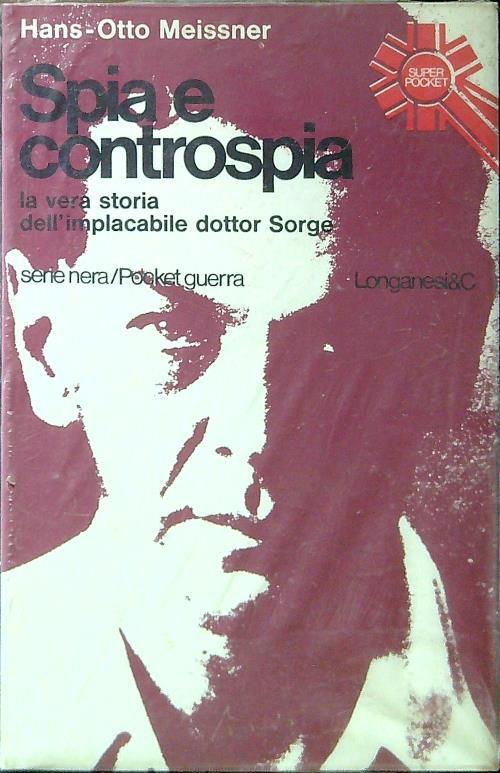 Hans-Otto Meissner
SUPER
POCKET
Spia e
controspia
la vera storia
dell'implacabile dottor Sorge
serie nera/Pocket guerra
Longanesi&C